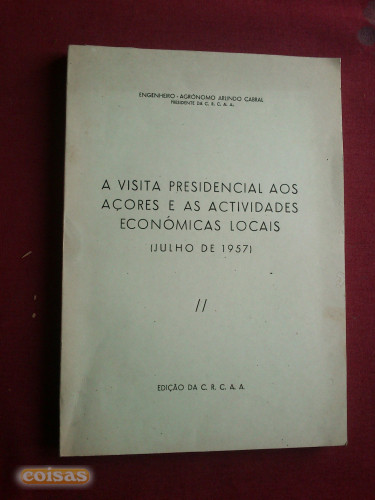 ENGENHEIRO-AGRÓNOMO ARLINDO CABRAL
PRESIDENTE DA C. R. C. A. A.
A VISITA PRESIDENCIAL AOS
AÇORES E AS ACTIVIDADES
ECONÓMICAS LOCAIS
(JULHO DE 1957)
//
EDIÇÃO DA C. R. C. A. A.
coisas